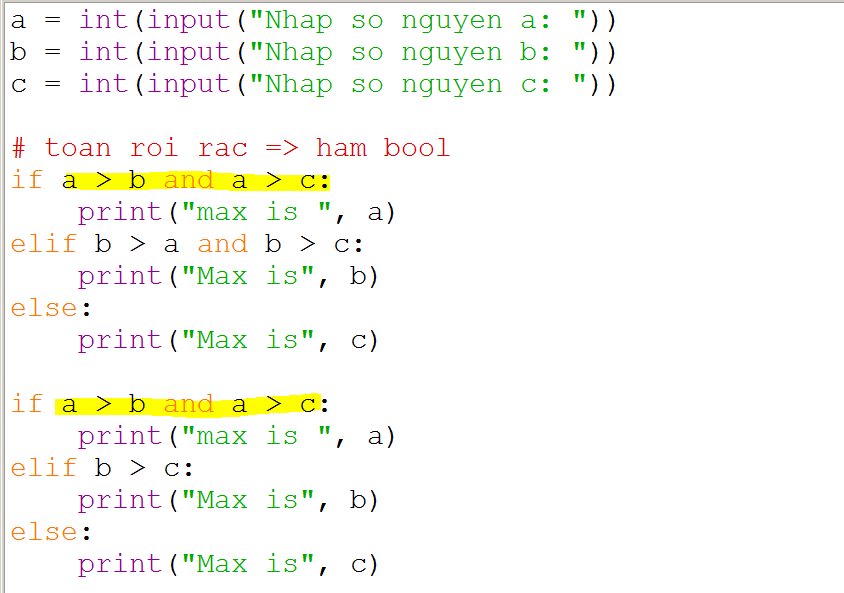 a = int(input("Nhap so nguyen a: "))
b = int(input("Nhap so nguyen b: "))
c = int(input("Nhap so nguyen c: "))

# toan roi rac => ham bool
if a > b and a > c:
    print("max is ", a)
elif b > a and b > c:
    print("Max is", b)
else:
    print("Max is", c)

if a > b and a > c:
    print("max is ", a)
elif b > c:
    print("Max is", b)
else:
    print("Max is", c)